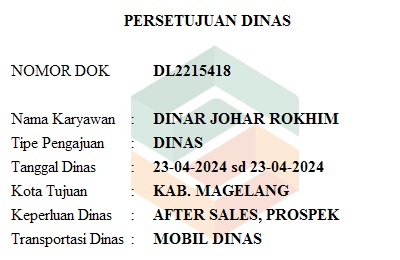 PERSETUJUAN DINAS
NOMOR DOK DL2215418
Nama Karyawan : DINAR JOHAR ROKHIM
Tipe Pengajuan : DINAS
Tanggal Dinas : 23-04-2024 sd 23-04-2024
Kota Tujuan : KAB. MAGELANG
Keperluan Dinas : AFTER SALES, PROSPEK
Transportasi Dinas : MOBIL DINAS